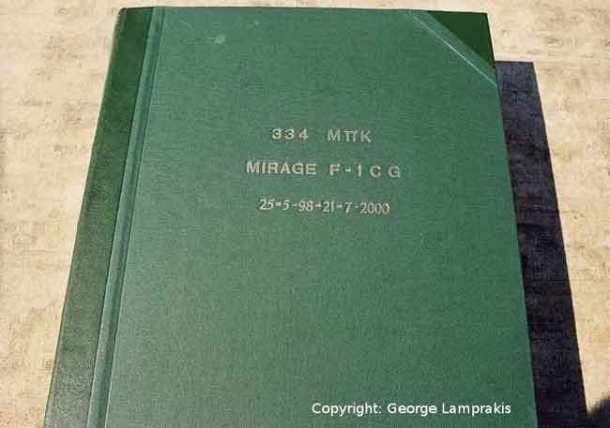 334 ΜΠΚ
MIRAGE F-1CG
25-5-98-21-7-2000
Copyright: George Lamprakis